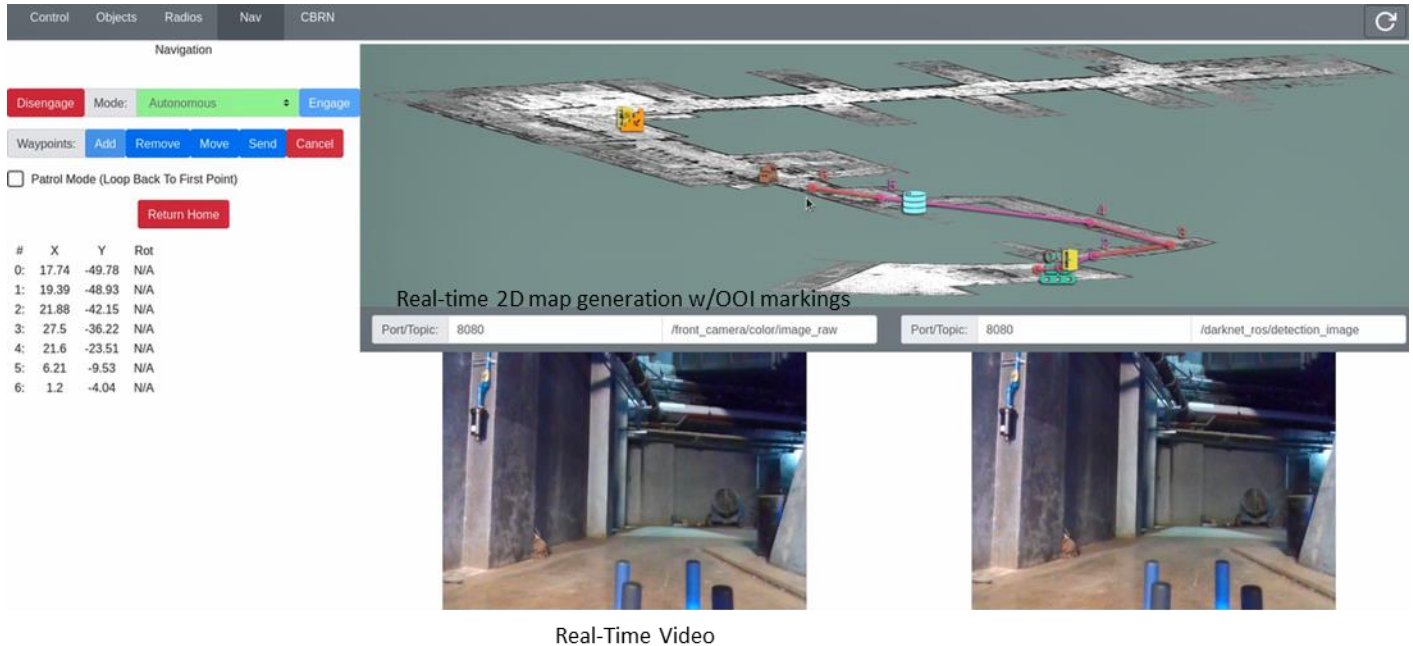 Control Objects Radios Nav CBRN
Navigation
Disengage Mode: Autonomous Engage
Waypoints: Add Remove Move Send Cancel
Patrol Mode (Loop Back To First Point)
Return Home
# X Y Rot
0: 17.74 -49.78 N/A
1: 19.39 -48.93 N/A
2: 21.88 -42.15 N/A
3: 27.5 -36.22 N/A
4: 21.6 -23.51 N/A
5: 6.21 -9.53 N/A
6: 1.2 -4.04 N/A
5
4
3
2
Real-time 2D map generation w/OOI markings
Port/Topic: 8080 /front_camera/color/image_raw
Port/Topic: 8080 /darknet_ros/detection_image
Real-Time Video